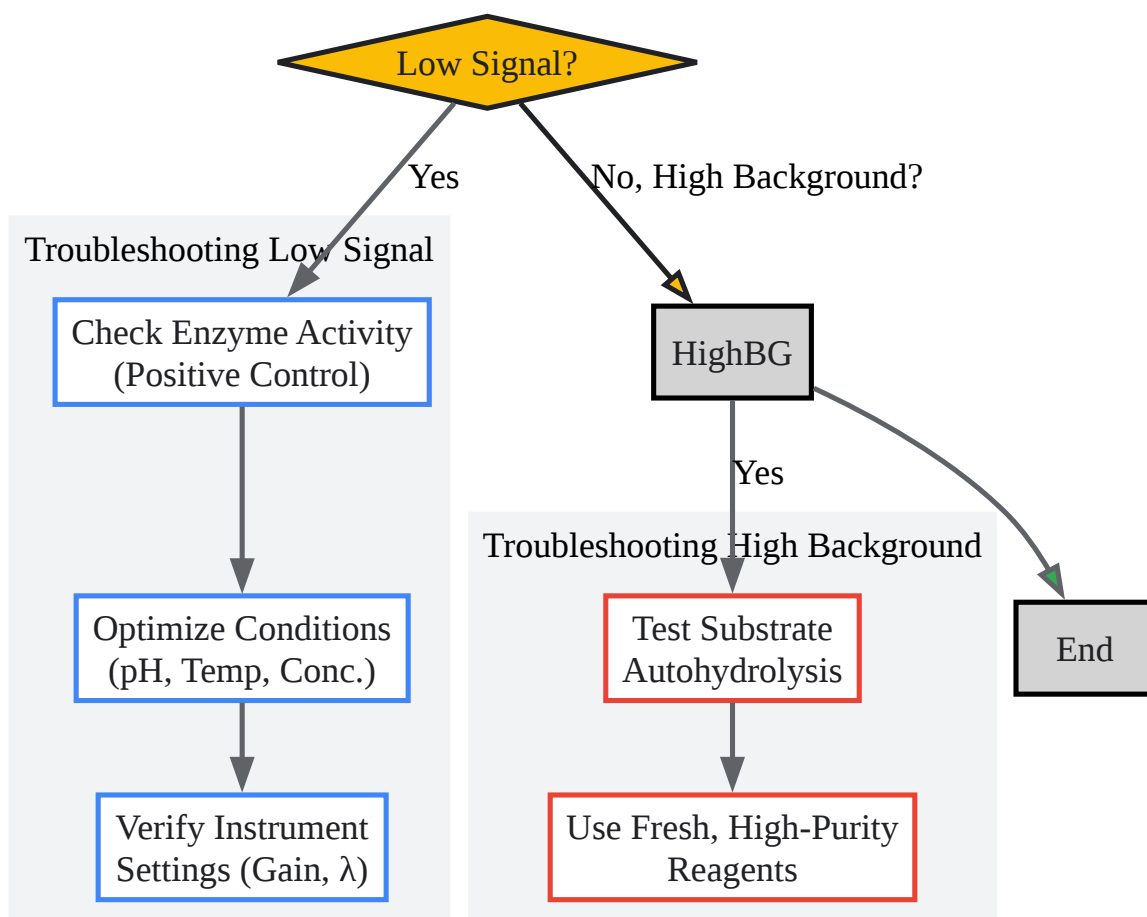 Low Signal?
Yes
No, High Background?
Troubleshooting Low Signal
Check Enzyme Activity
(Positive Control)
HighBG
Yes
Troubleshooting High Background
Optimize Conditions
(pH, Temp, Conc.)
Test Substrate
Autohydrolysis
End
Verify Instrument
Settings (Gain, λ)
Use Fresh, High-Purity
Reagents